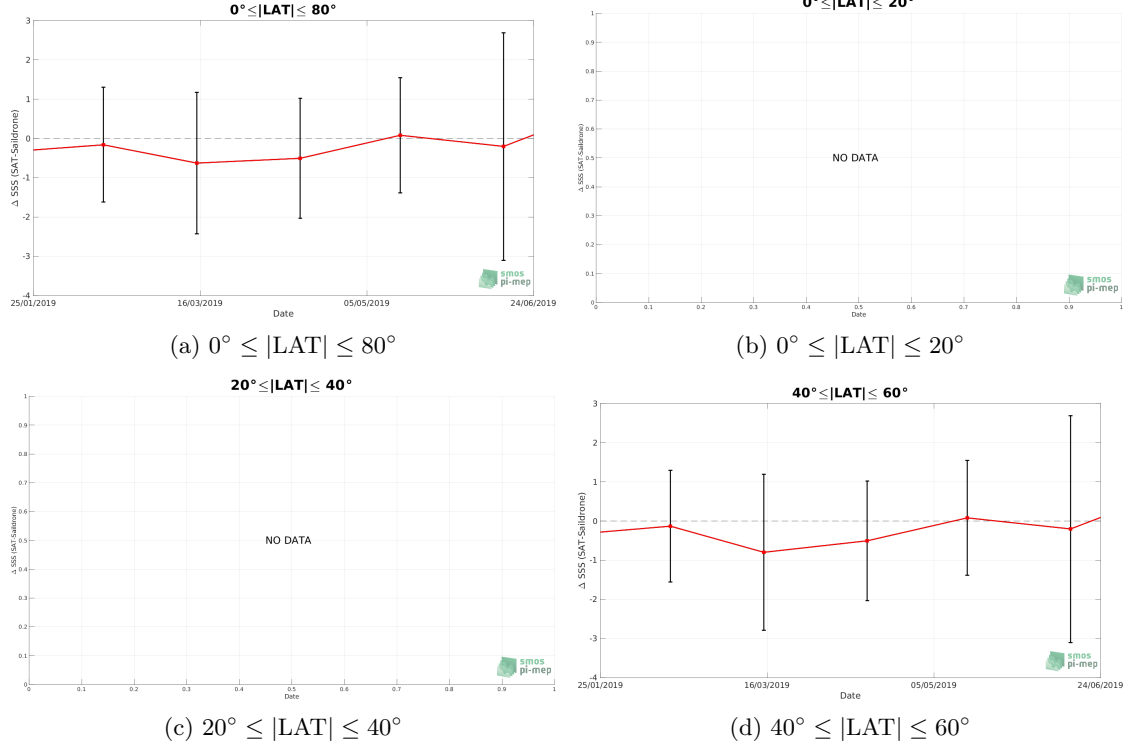 0°≤|LAT|≤ 80°
3
2
1
0
-1
-2
-3
-4
Δ SSS (SAT-Saildrone)
25/01/2019 16/03/2019 05/05/2019 24/06/2019
Date
smos
pi-mep
(a) 0° ≤ |LAT| ≤ 80°
0°≤|LAT|≤ 20°
1
0.9
0.8
0.7
0.6
0.5
0.4
0.3
0.2
0.1
0
Δ SSS (SAT-Saildrone)
NO DATA
0 0.1 0.2 0.3 0.4 0.5 0.6 0.7 0.8 0.9 1
Date
smos
pi-mep
(b) 0° ≤ |LAT| ≤ 20°
20°≤|LAT|≤ 40°
1
0.9
0.8
0.7
0.6
0.5
0.4
0.3
0.2
0.1
0
Δ SSS (SAT-Saildrone)
NO DATA
0 0.1 0.2 0.3 0.4 0.5 0.6 0.7 0.8 0.9 1
Date
smos
pi-mep
(c) 20° ≤ |LAT| ≤ 40°
40°≤|LAT|≤ 60°
3
2
1
0
-1
-2
-3
-4
Δ SSS (SAT-Saildrone)
25/01/2019 16/03/2019 05/05/2019 24/06/2019
Date
smos
pi-mep
(d) 40° ≤ |LAT| ≤ 60°